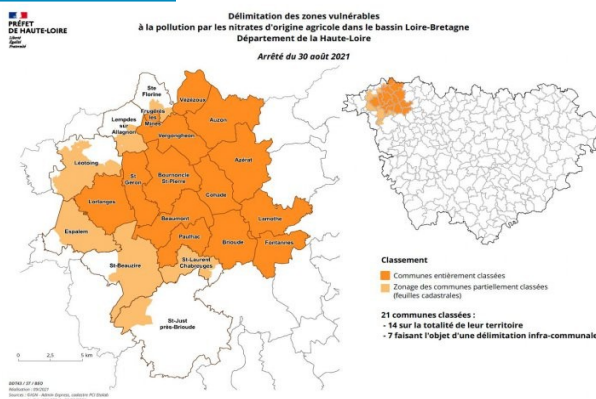 PRÉFET
DE HAUTE-LOIRE
Liberté
Égalité
Fraternité
Délimitation des zones vulnérables
à la pollution par les nitrates d'origine agricole dans le bassin Loire-Bretagne
Département de la Haute-Loire
Arrêté du 30 août 2021
Ste
Florine
Vézézoux
Frugères
les
Mines
Auzon
Lempdes
sur
Allagnon
Vergongheon
Léotoing
Azérat
St
Géron
Bournoncle
St-Pierre
Cohade
Lorlanges
Lamothe
Beaumont
Espalem
Paulhac
Brioude
Fontannes
St-Beauzire
St-Laurent
Chabreuges
St-Just
près-Brioude
0 2,5 5 km
Classement
Communes entièrement classées
Zonage des communes partiellement classées
(feuilles cadastrales)
21 communes classées :
- 14 sur la totalité de leur territoire
- 7 faisant l'objet d'une délimitation infra-communale